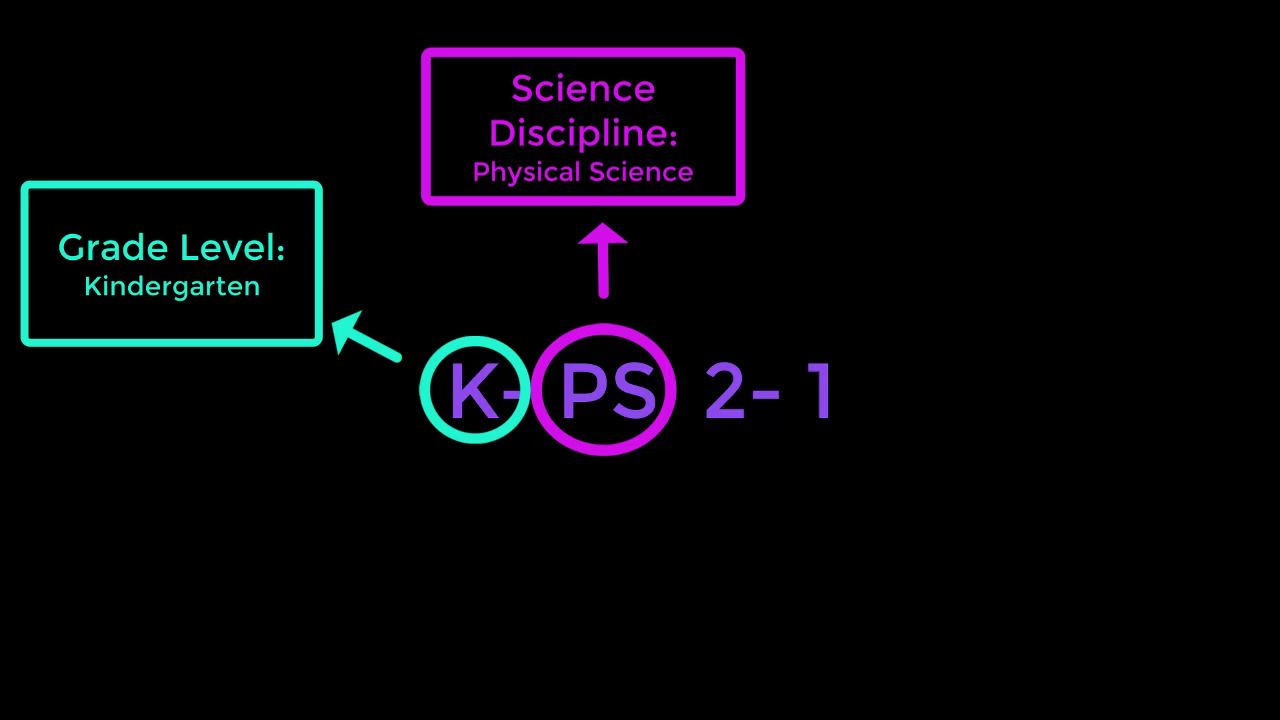 Science
Discipline:
Physical Science
Grade Level:
Kindergarten
K- PS 2- 1